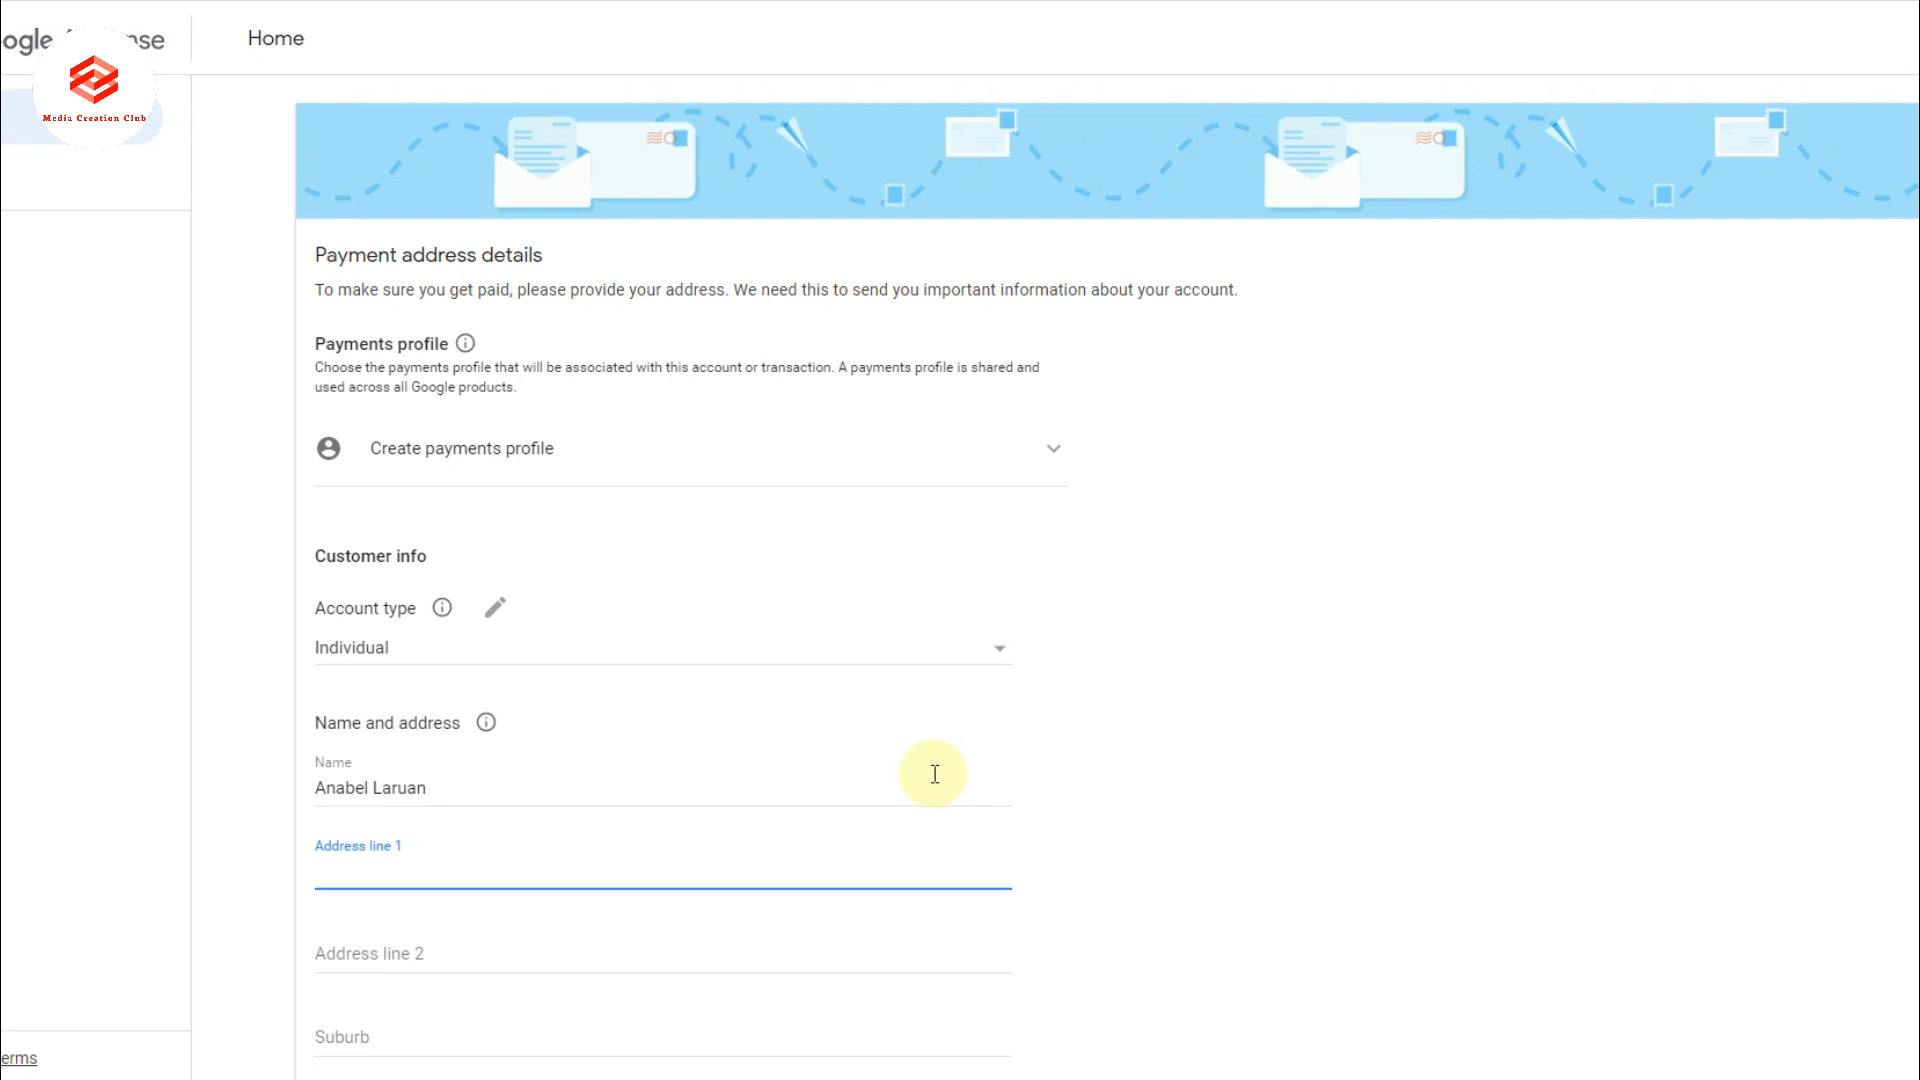 Home
Media Creation Club
Payment address details
To make sure you get paid, please provide your address. We need this to send you important information about your account.
Payments profile
Choose the payments profile that will be associated with this account or transaction. A payments profile is shared and
used across all Google products.
Create payments profile
Customer info
Account type
Individual
Name and address
Name
Anabel Laruan
Address line 1
Address line 2
Suburb
erms